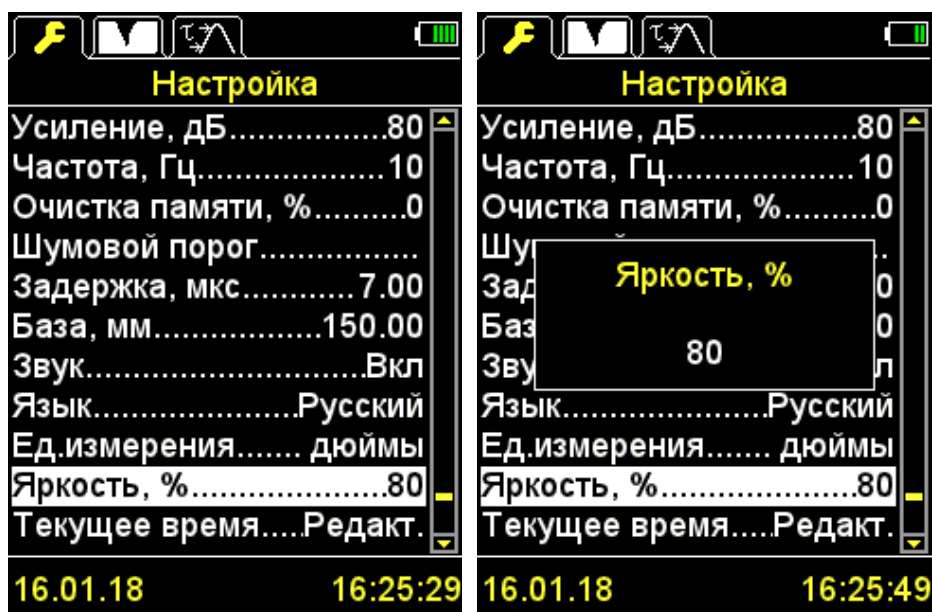 Настройка
Усиление, дБ.................80
Частота, Гц....................10
Очистка памяти, %..........0
Шумовой порог.................
Задержка, мкс............7.00
База, мм..................150.00
Звук..............................Вкл
Язык......................Русский
Ед.измерения....... дюймы
Яркость, %.....................80
Текущее время.....Редакт.
16.01.18 16:25:29
Настройка
Усиление, дБ.................80
Частота, Гц....................10
Очистка памяти, %..........0
Яркость, %
80
Язык......................Русский
Ед.измерения....... дюймы
Яркость, %.....................80
Текущее время.....Редакт.
16.01.18 16:25:49